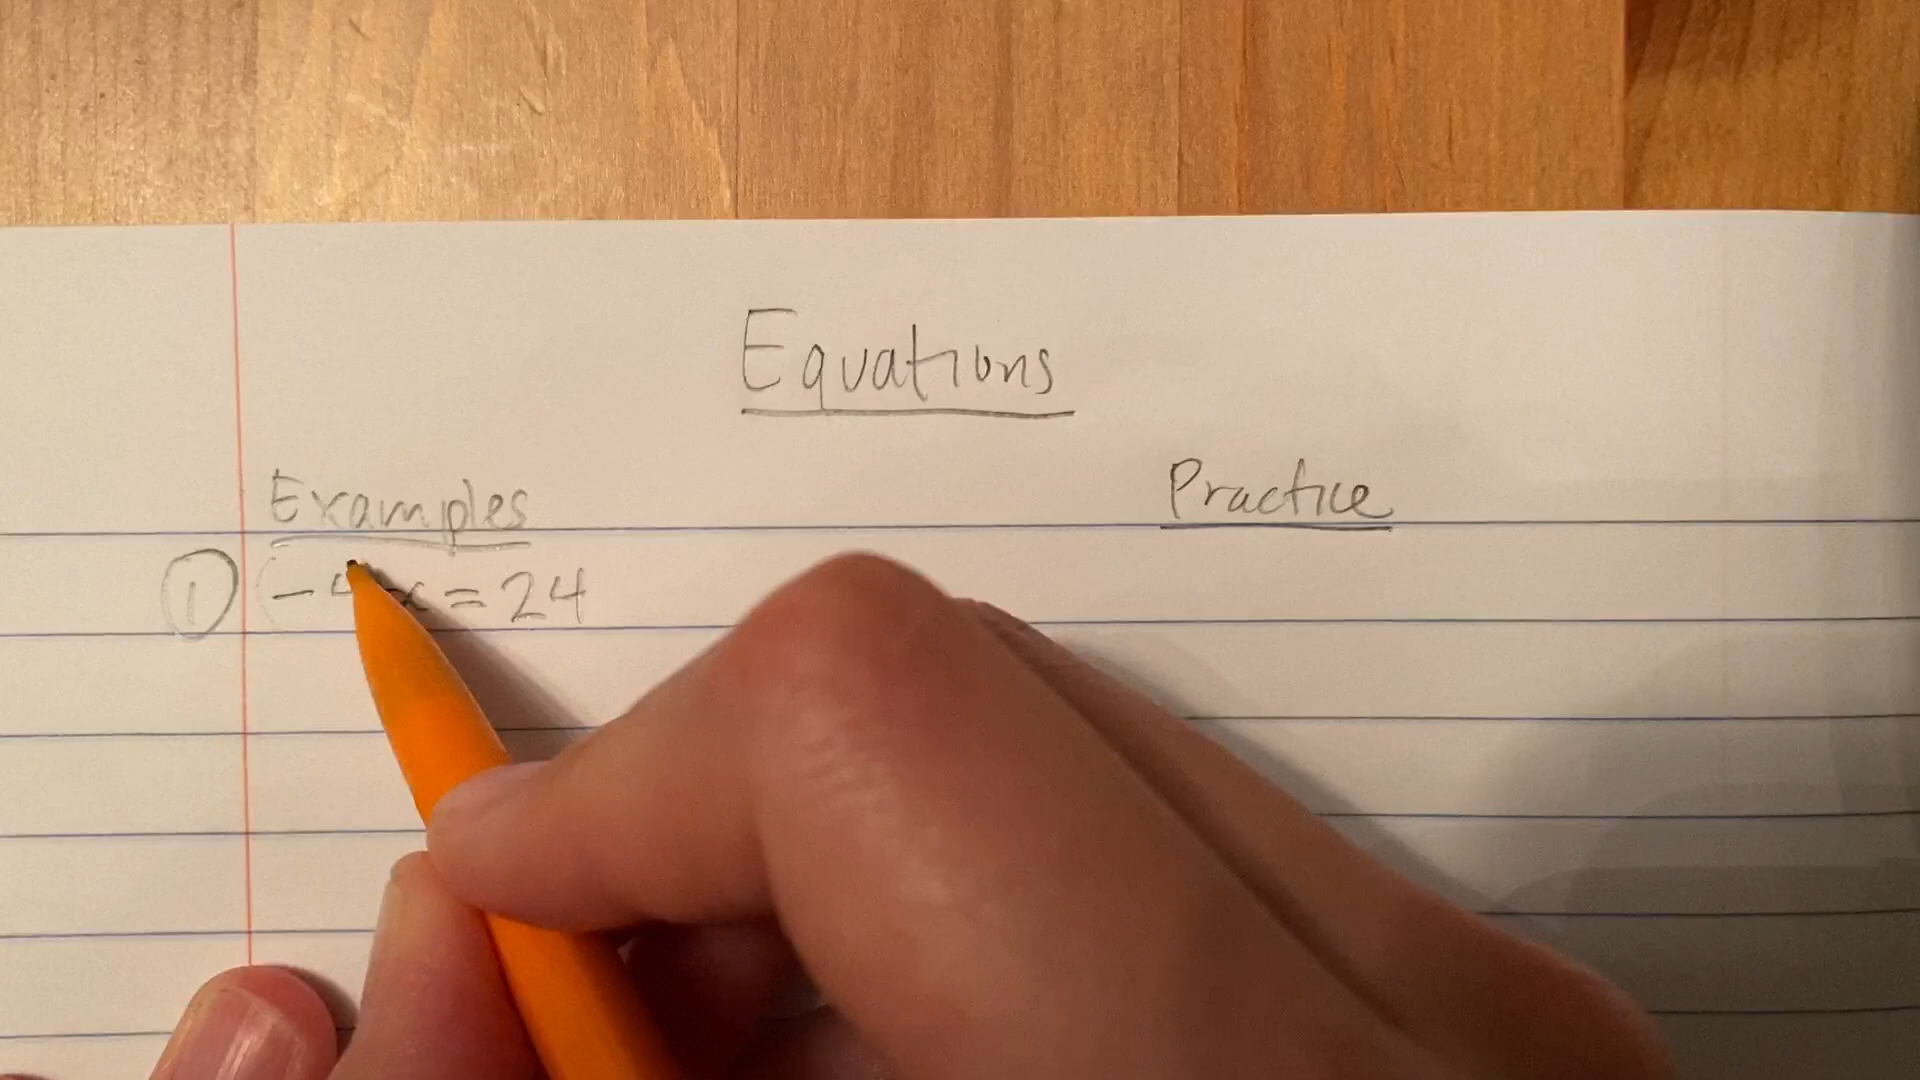 Equations
Examples
Practice
① - x = 24